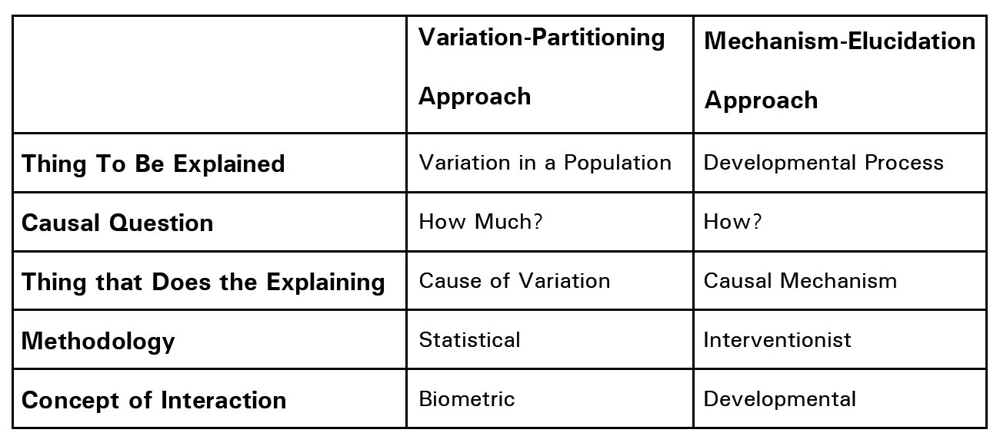 Variation-Partitioning Approach Mechanism-Elucidation Approach
Thing To Be Explained Variation in a Population Developmental Process
Causal Question How Much? How?
Thing that Does the Explaining Cause of Variation Causal Mechanism
Methodology Statistical Interventionist
Concept of Interaction Biometric Developmental